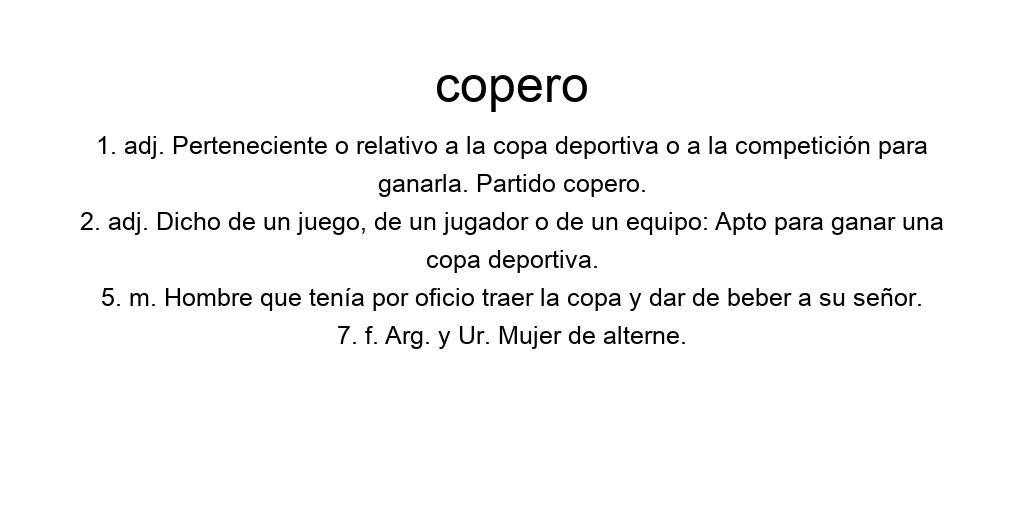 copero
1. adj. Perteneciente o relativo a la copa deportiva o a la competición para
ganarla. Partido copero.
2. adj. Dicho de un juego, de un jugador o de un equipo: Apto para ganar una
copa deportiva.
5. m. Hombre que tenía por oficio traer la copa y dar de beber a su señor.
7. f. Arg. y Ur. Mujer de alterne.